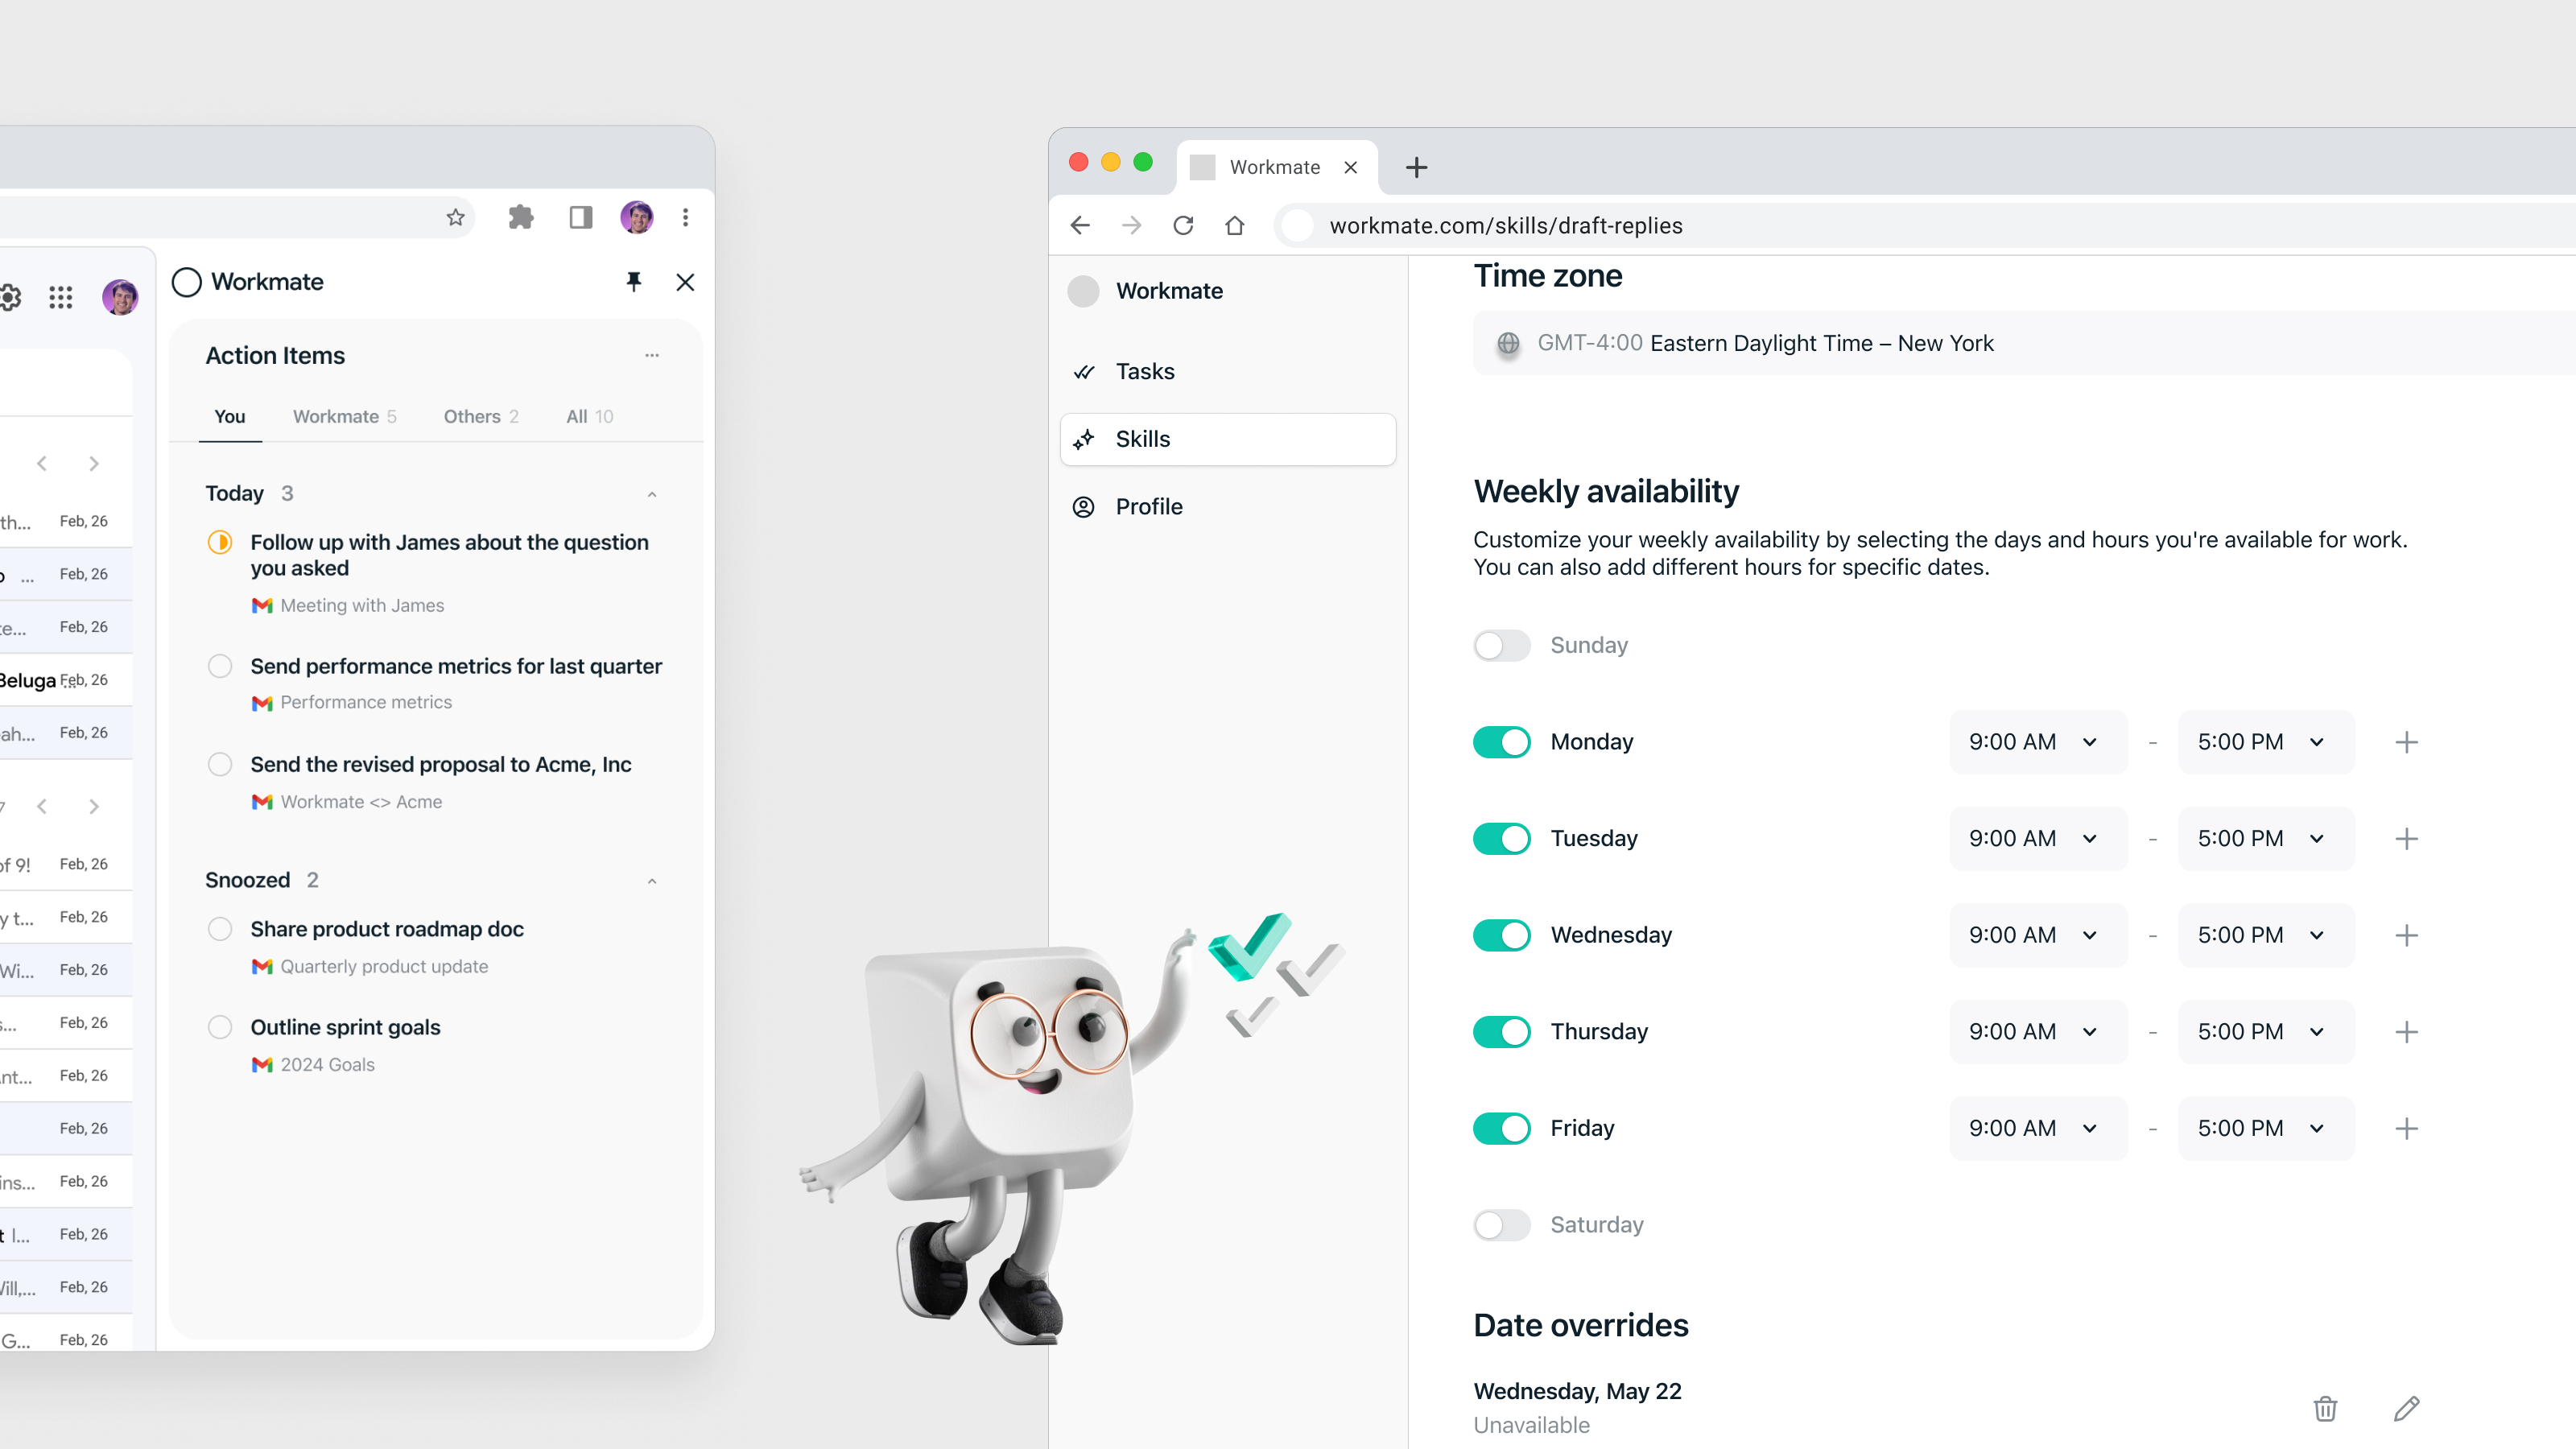 Workmate
Action Items
You
Workmate 5
Others 2
All 10
Today 3
Follow up with James about the question
you asked
Meeting with James
Send performance metrics for last quarter
Performance metrics
Send the revised proposal to Acme, Inc
Workmate <> Acme
Snoozed 2
Share product roadmap doc
Quarterly product update
Outline sprint goals
2024 Goals
th... Feb, 26
... Feb, 26
te... Feb, 26
Beluga ... Feb, 26
ah... Feb, 26
7
of 9! Feb, 26
y t... Feb, 26
Wi... Feb, 26
s... Feb, 26
nt... Feb, 26
Feb, 26
ins... Feb, 26
t l... Feb, 26
Will,... Feb, 26
G... Feb, 26
Workmate
workmate.com/skills/draft-replies
Workmate
Tasks
Skills
Profile
Time zone
GMT-4:00 Eastern Daylight Time – New York
Weekly availability
Customize your weekly availability by selecting the days and hours you're available for work.
You can also add different hours for specific dates.
Sunday
Monday 9:00 AM - 5:00 PM
Tuesday 9:00 AM - 5:00 PM
Wednesday 9:00 AM - 5:00 PM
Thursday 9:00 AM - 5:00 PM
Friday 9:00 AM - 5:00 PM
Saturday
Date overrides
Wednesday, May 22
Unavailable